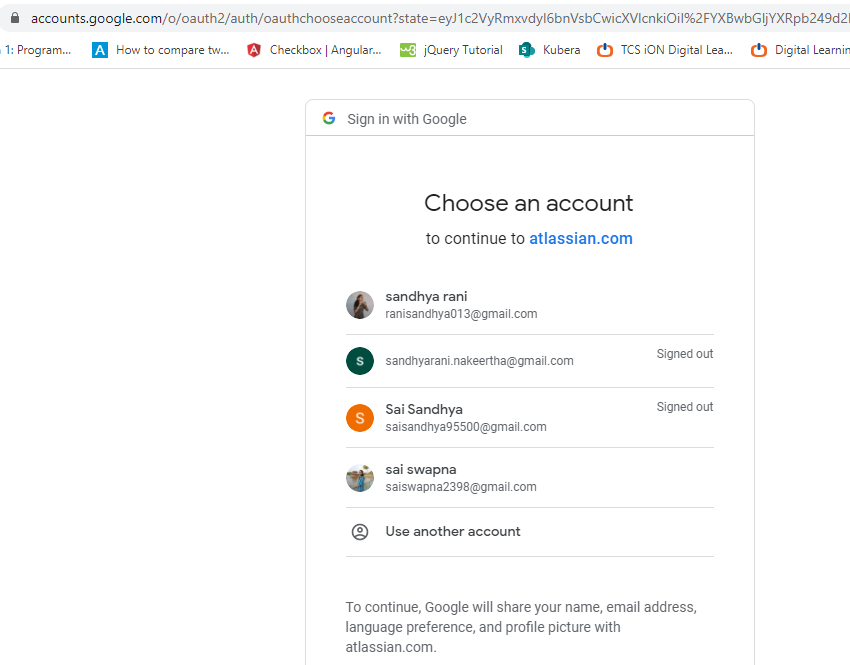 accounts.google.com/o/oauth2/auth/oauthchooseaccount?state=eyJ1c2VyRmxvdyI6bnVsbCwicXVlcnkiOiI%2FYXBwbGljYXRpb249d2l
1: Program... How to compare tw... Checkbox | Angular... jQuery Tutorial Kubera TCS iON Digital Lea... Digital Learnin
Sign in with Google
Choose an account
to continue to atlassian.com
sandhya rani
ranisandhya013@gmail.com
S sandhyarani.nakeertha@gmail.com Signed out
Sai Sandhya Signed out
S saisandhya95500@gmail.com
sai swapna
saiswapna2398@gmail.com
Use another account
To continue, Google will share your name, email address,
language preference, and profile picture with
atlassian.com.